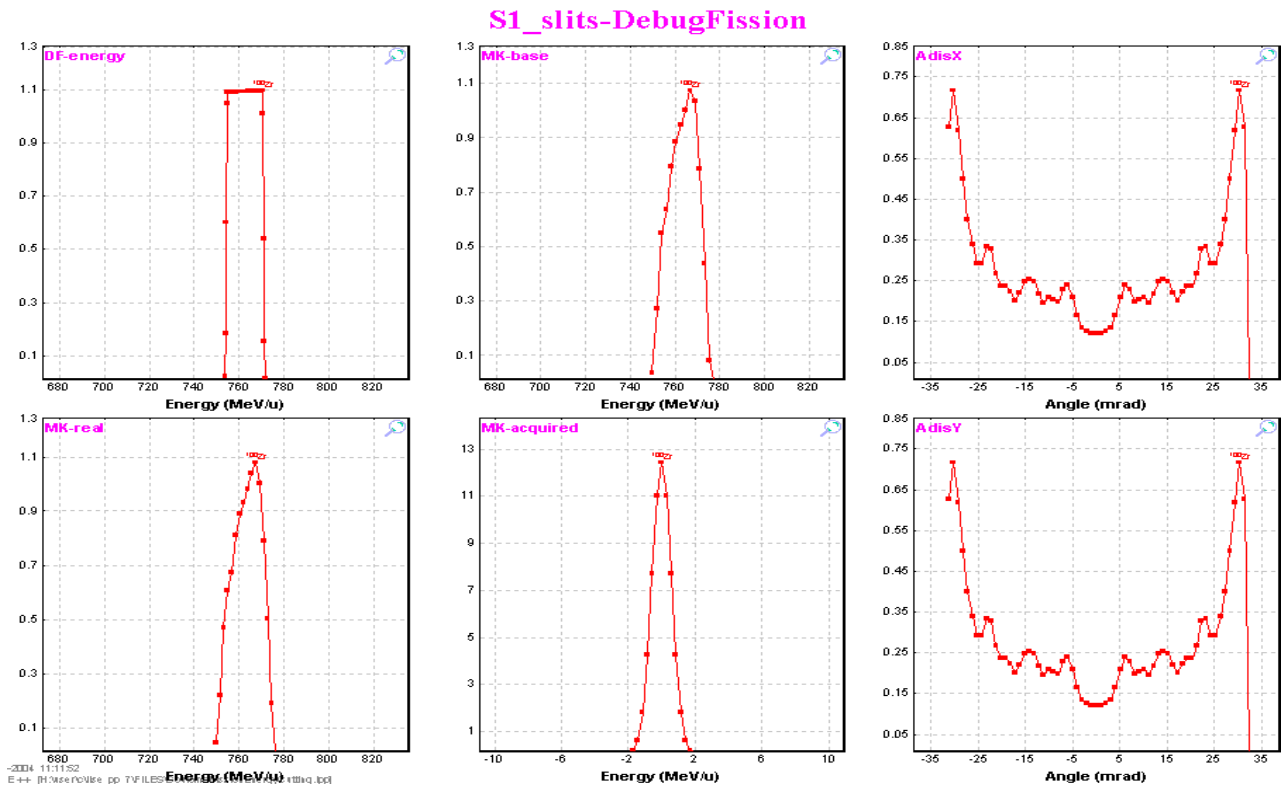 S1_slits-DebugFission
DF-energy
1.3
1.1
0.9
0.7
0.5
0.3
0.1
680 700 720 740 760 780 800 820
Energy (MeV/u)
MK-base
1.3
1.1
0.9
0.7
0.5
0.3
0.1
680 700 720 740 760 780 800 820
Energy (MeV/u)
AdisX
0.85
0.75
0.65
0.55
0.45
0.35
0.25
0.15
0.05
-35 -25 -15 -5 5 15 25 35
Angle (mrad)
MK-real
1.3
1.1
0.9
0.7
0.5
0.3
0.1
680 700 720 740 760 780 800 820
Energy (MeV/u)
MK-acquired
13
11
9
7
5
3
1
-10 -6 -2 2 6 10
Energy (MeV/u)
AdisY
0.85
0.75
0.65
0.55
0.45
0.35
0.25
0.15
0.05
-35 -25 -15 -5 5 15 25 35
Angle (mrad)
-2004 11:11:52